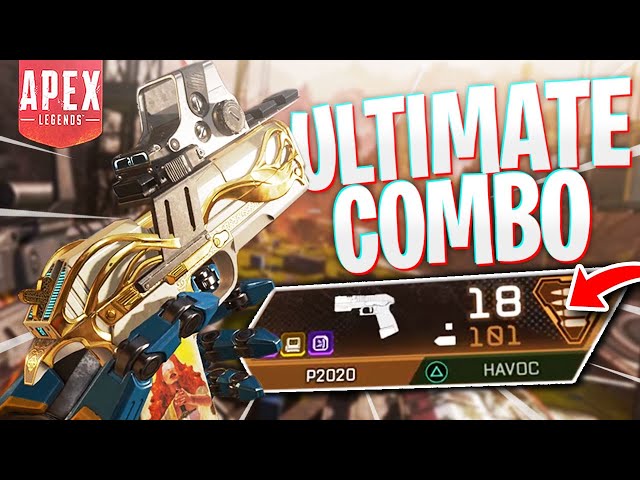 APEX
LEGENDS
ULTIMATE
COMBO
18
101
P2020
HAVOC